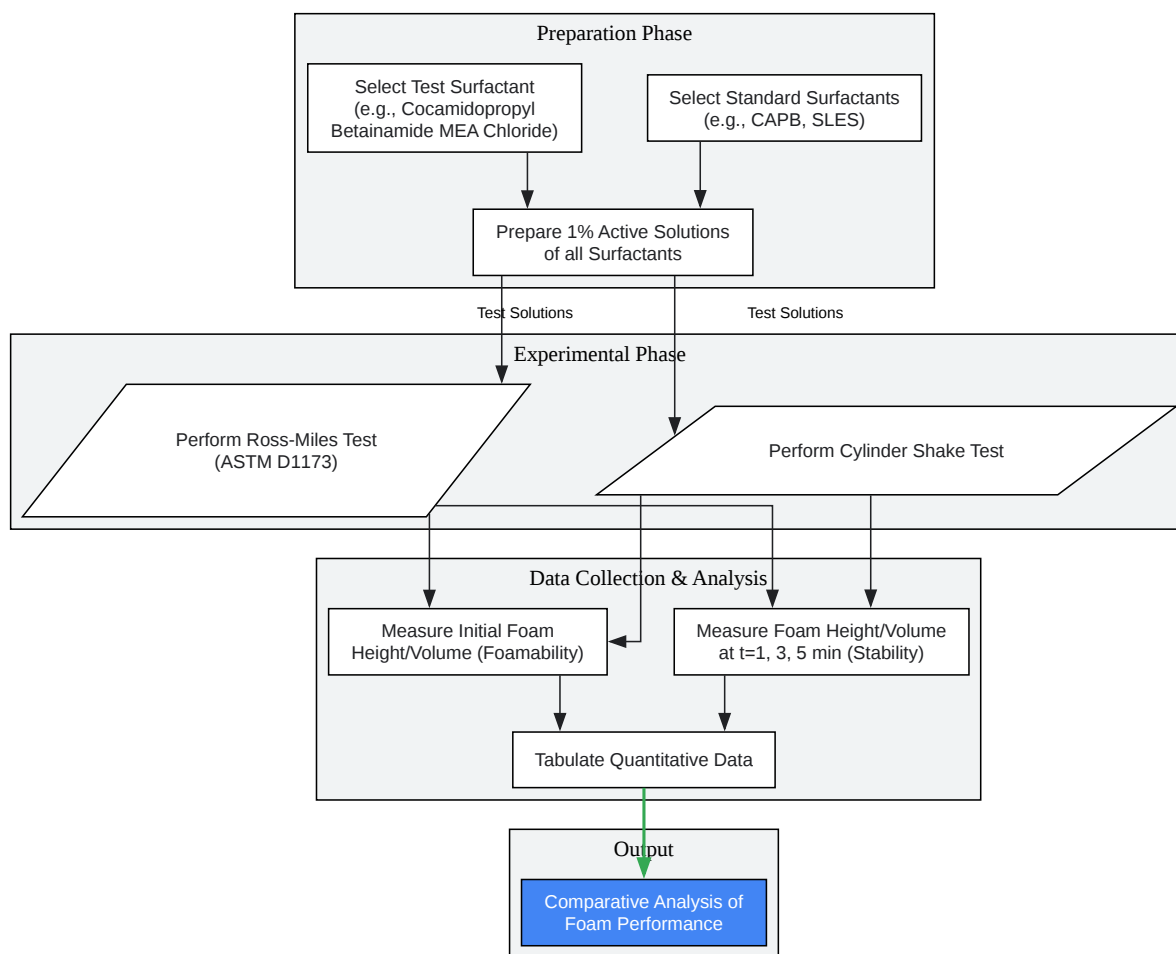 Preparation Phase
Select Test Surfactant
(e.g., Cocamidopropyl
Betainamide MEA Chloride)
Select Standard Surfactants
(e.g., CAPB, SLES)
Prepare 1% Active Solutions
of all Surfactants
Test Solutions
Test Solutions
Experimental Phase
Perform Ross-Miles Test
(ASTM D1173)
Perform Cylinder Shake Test
Data Collection & Analysis
Measure Initial Foam
Height/Volume (Foamability)
Measure Foam Height/Volume
at t=1, 3, 5 min (Stability)
Tabulate Quantitative Data
Output
Comparative Analysis of
Foam Performance